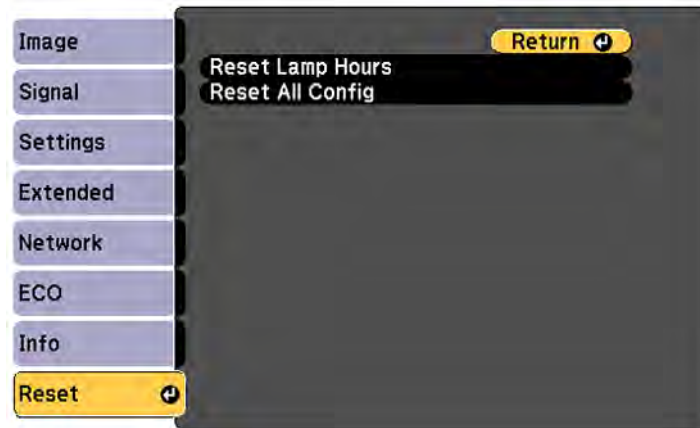 Image
Signal
Settings
Extended
Network
ECO
Info
Reset
Return
Reset Lamp Hours
Reset All Config